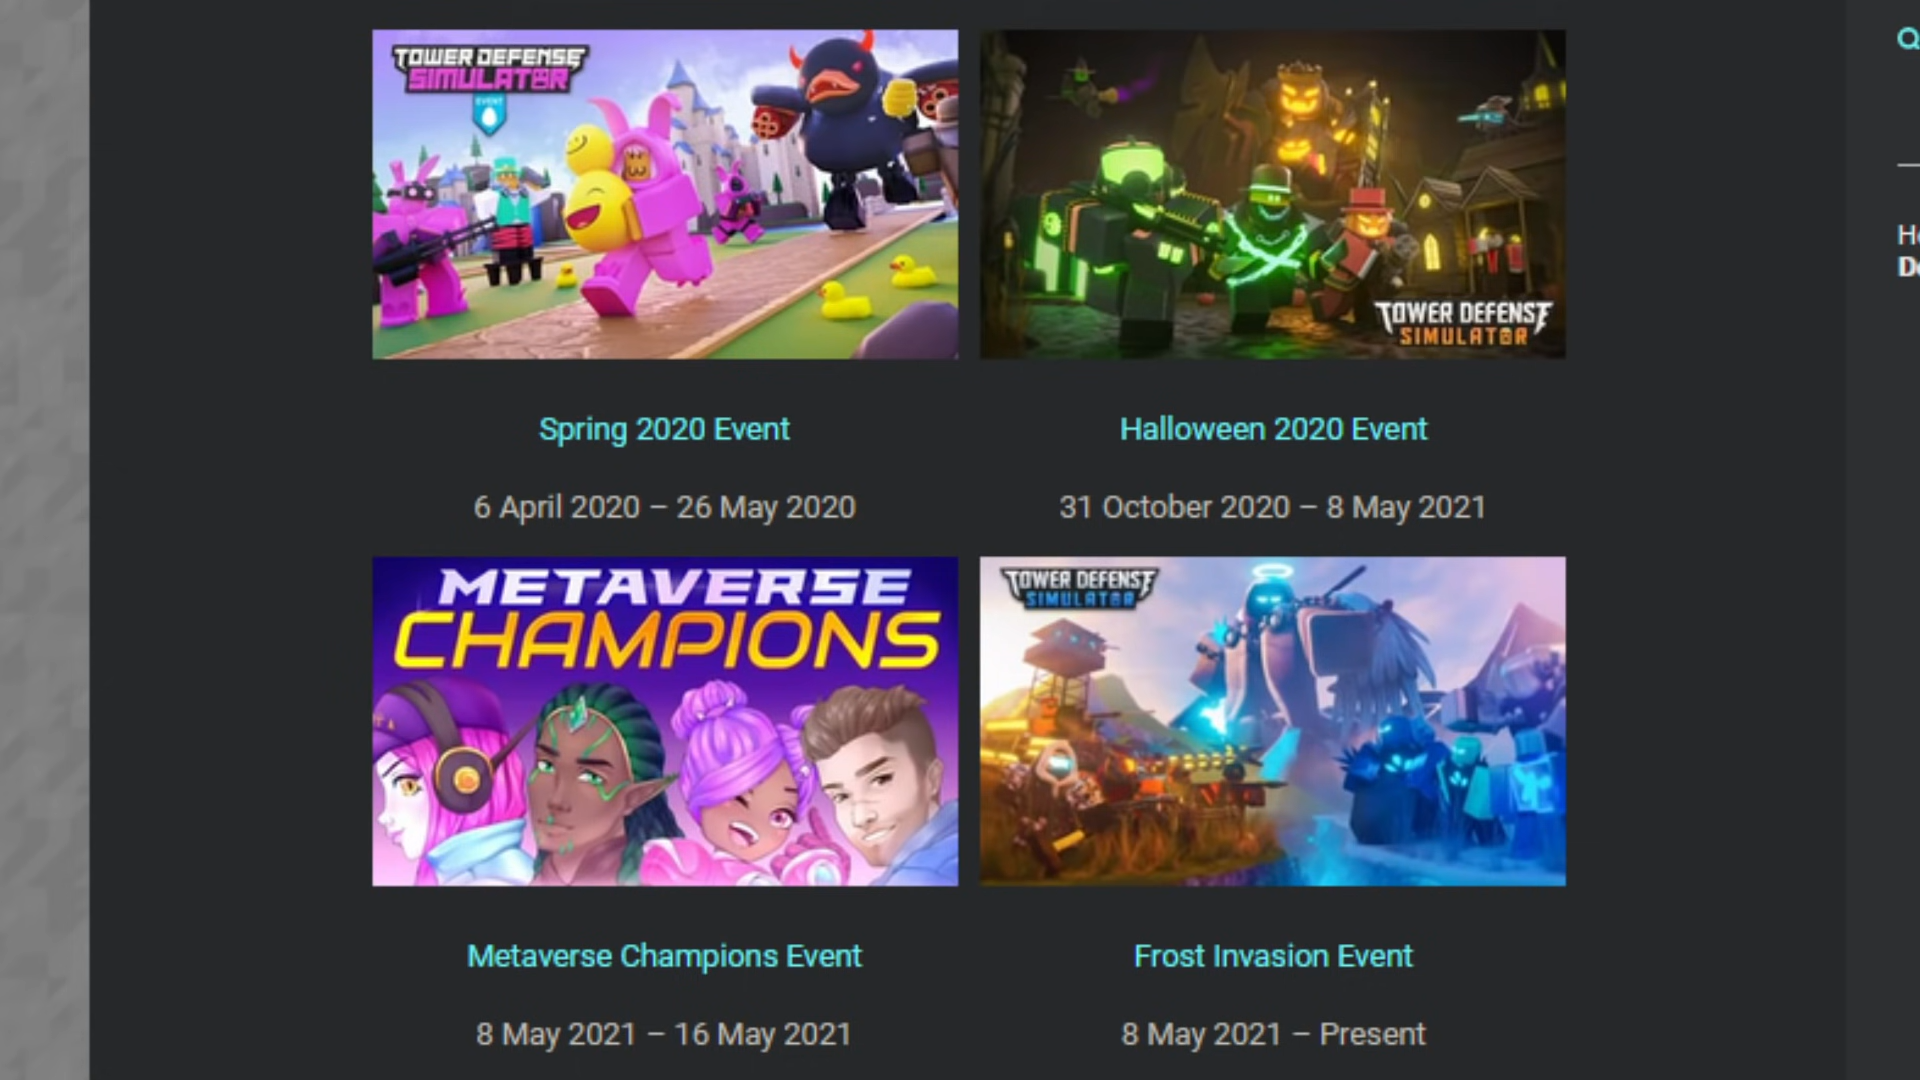 TOWER DEFENSE
SIMULATOR
EVENT
TOWER DEFENSE
SIMULATOR
Spring 2020 Event
Halloween 2020 Event
6 April 2020 – 26 May 2020
31 October 2020 – 8 May 2021
METAVERSE
CHAMPIONS
TOWER DEFENSE
SIMULATOR
Metaverse Champions Event
Frost Invasion Event
8 May 2021 – 16 May 2021
8 May 2021 – Present